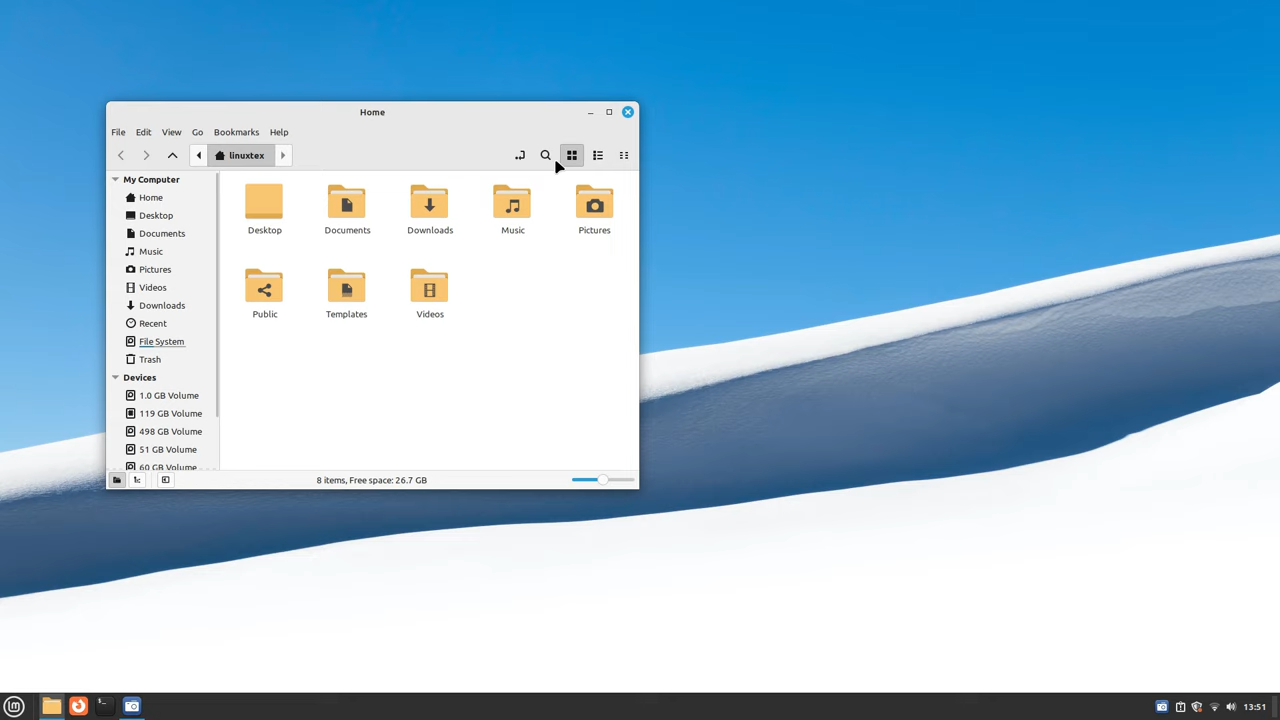 Home
File Edit View Go Bookmarks Help
linuxtex
My Computer
Home
Desktop
Documents
Music
Pictures
Videos
Downloads
Recent
File System
Trash
Devices
1.0 GB Volume
119 GB Volume
498 GB Volume
51 GB Volume
60 GB Volume
Desktop Documents Downloads Music Pictures
Public Templates Videos
8 items, Free space: 26.7 GB
13:51